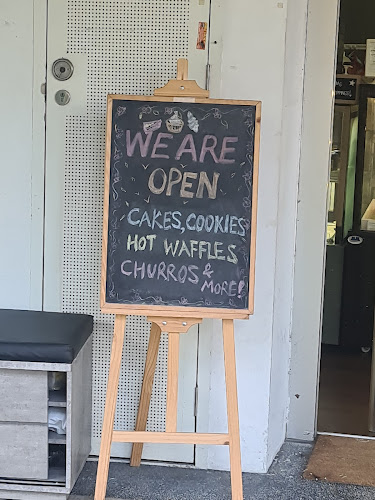 WE ARE
OPEN
CAKES, COOKIES
HOT WAFFLES
CHURROS &
MORE!